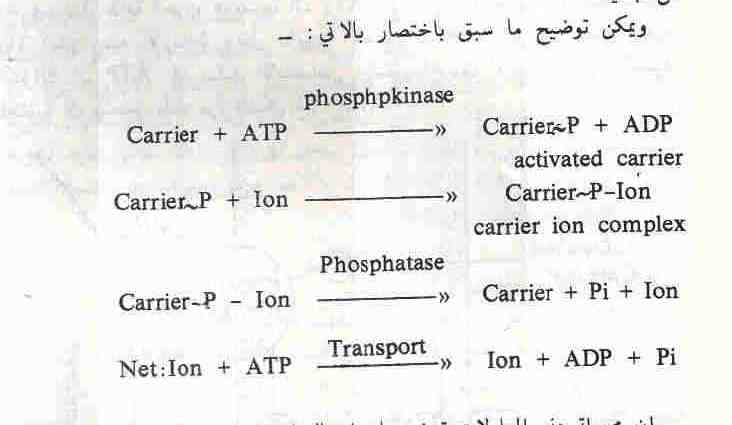 ويمكن توضيح ما سبق باختصار بالاتي : ــ
phosphpkinase
Carrier + ATP ————» Carrier~P + ADP
activated carrier
Carrier~P + Ion ————» Carrier~P–Ion
carrier ion complex
Phosphatase
Carrier~P – Ion ————» Carrier + Pi + Ion
Transport
Net:Ion + ATP ————» Ion + ADP + Pi